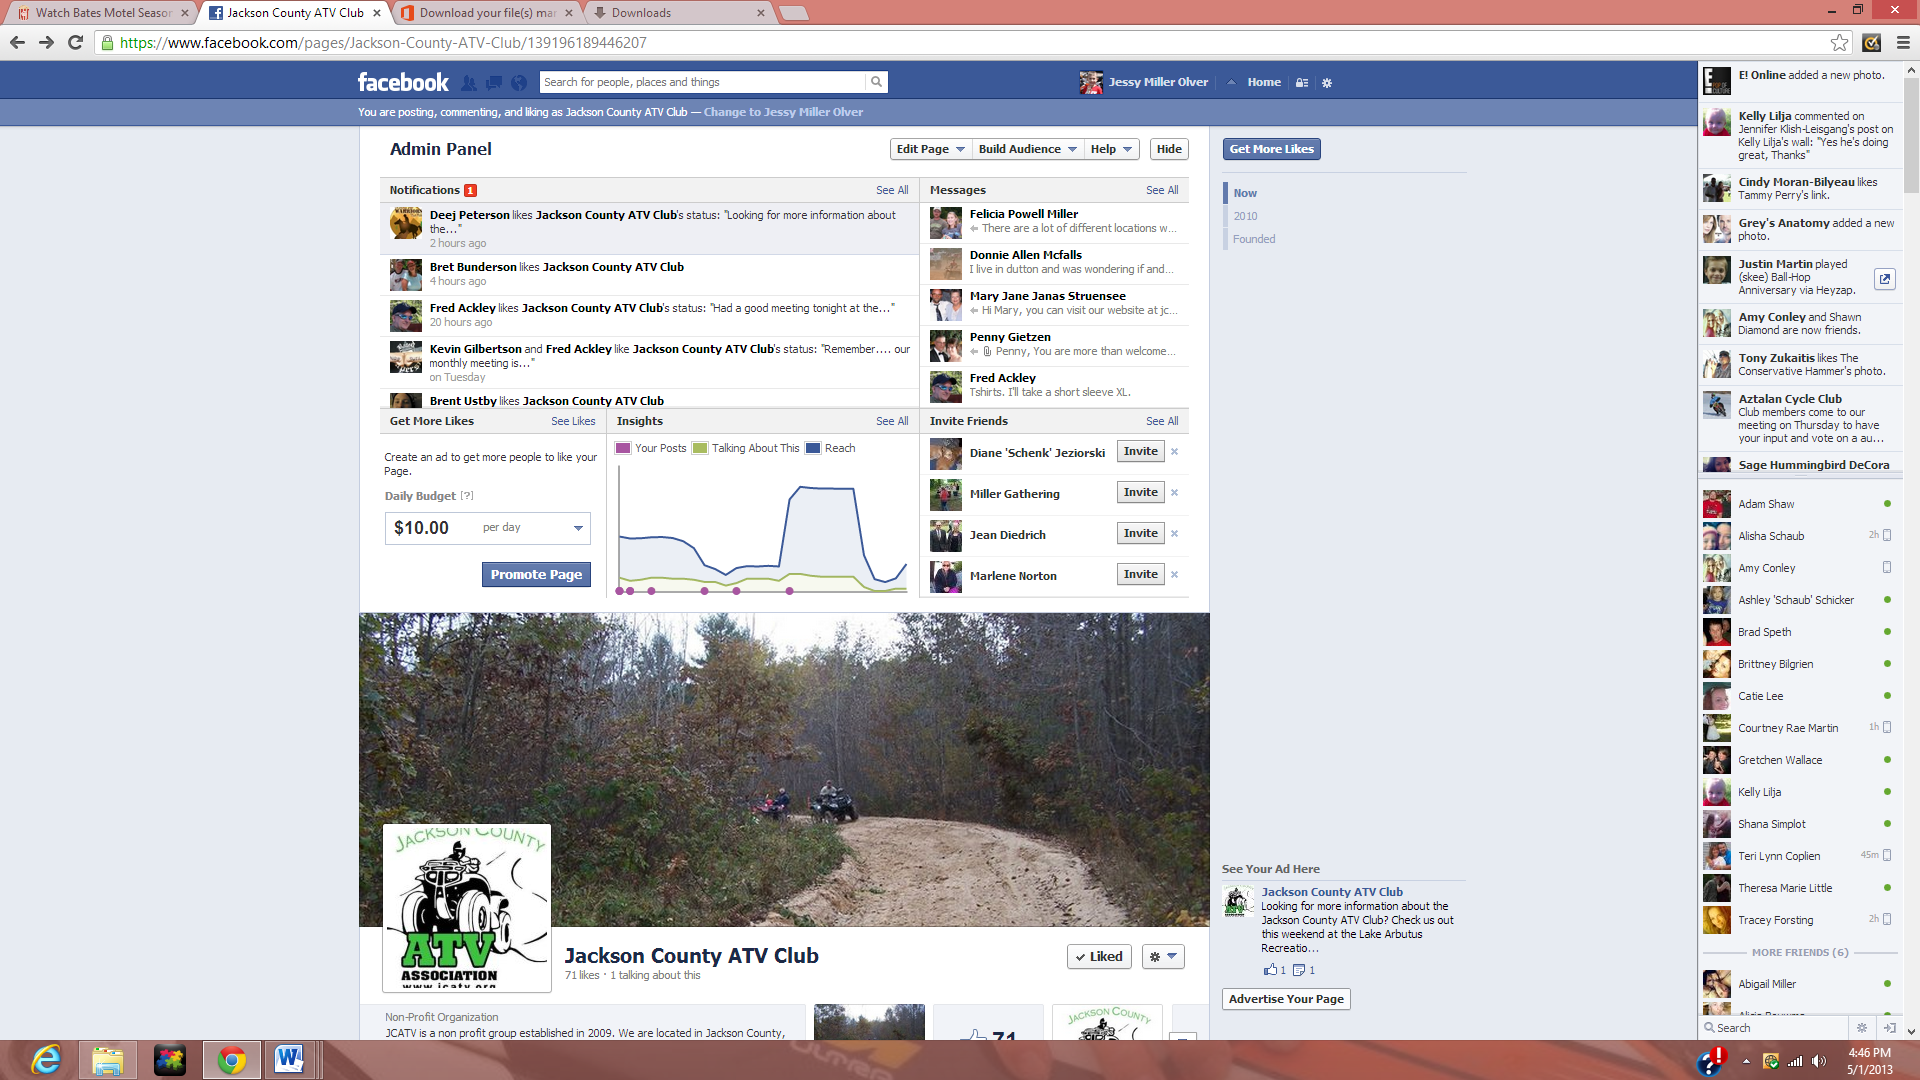 Watch Bates Motel Season
Jackson County ATV Club
Download your file(s) man
Downloads
https://www.facebook.com/pages/Jackson-County-ATV-Club/139196189446207
facebook
Search for people, places and things
Jessy Miller Olver
Home
You are posting, commenting, and liking as Jackson County ATV Club — Change to Jessy Miller Olver
Admin Panel
Edit Page
Build Audience
Help
Hide
Notifications 1
See All
Deej Peterson likes Jackson County ATV Club's status: "Looking for more information about
the..."
2 hours ago
Bret Bunderson likes Jackson County ATV Club
4 hours ago
Fred Ackley likes Jackson County ATV Club's status: "Had a good meeting tonight at the..."
20 hours ago
Kevin Gilbertson and Fred Ackley like Jackson County ATV Club's status: "Remember.... our
monthly meeting is..."
on Tuesday
Brent Ustby likes Jackson County ATV Club
Messages
See All
Felicia Powell Miller
There are a lot of different locations w...
Donnie Allen Mcfalls
I live in dutton and was wondering if and...
Mary Jane Janas Struensee
Hi Mary, you can visit our website at jc...
Penny Gietzen
Penny, You are more than welcome...
Fred Ackley
Tshirts. I'll take a short sleeve XL.
Get More Likes
See Likes
Create an ad to get more people to like your
Page.
Daily Budget [?]
$10.00 per day
Promote Page
Insights
See All
Your Posts
Talking About This
Reach
Invite Friends
See All
Diane 'Schenk' Jeziorski Invite ×
Miller Gathering Invite ×
Jean Diedrich Invite ×
Marlene Norton Invite ×
JACKSON COUNTY
ATV
ASSOCIATION
www.jcatv.org
Jackson County ATV Club
71 likes · 1 talking about this
Liked
Non-Profit Organization
JCATV is a non profit group established in 2009. We are located in Jackson County,
71
JACKSON COUNTY
Get More Likes
Now
2010
Founded
See Your Ad Here
Jackson County ATV Club
Looking for more information about the
Jackson County ATV Club? Check us out
this weekend at the Lake Arbutus
Recreatio...
1 1
Advertise Your Page
E! Online added a new photo.
Kelly Lilja commented on
Jennifer Klish-Leisgang's post on
Kelly Lilja's wall: "Yes he's doing
great, Thanks"
Cindy Moran-Bilyeau likes
Tammy Perry's link.
Grey's Anatomy added a new
photo.
Justin Martin played
(skee) Ball-Hop
Anniversary via Heyzap.
Amy Conley and Shawn
Diamond are now friends.
Tony Zukaitis likes The
Conservative Hammer's photo.
Aztalan Cycle Club
Club members come to our
meeting on Thursday to have
your input and vote on a au...
Sage Hummingbird DeCora
Adam Shaw
Alisha Schaub 2h
Amy Conley
Ashley 'Schaub' Schicker
Brad Speth
Brittney Bilgrien
Catie Lee
Courtney Rae Martin 1h
Gretchen Wallace
Kelly Lilja
Shana Simplot
Teri Lynn Coplien 45m
Theresa Marie Little
Tracey Forsting 2h
MORE FRIENDS (6)
Abigail Miller
Search
4:46 PM
5/1/2013